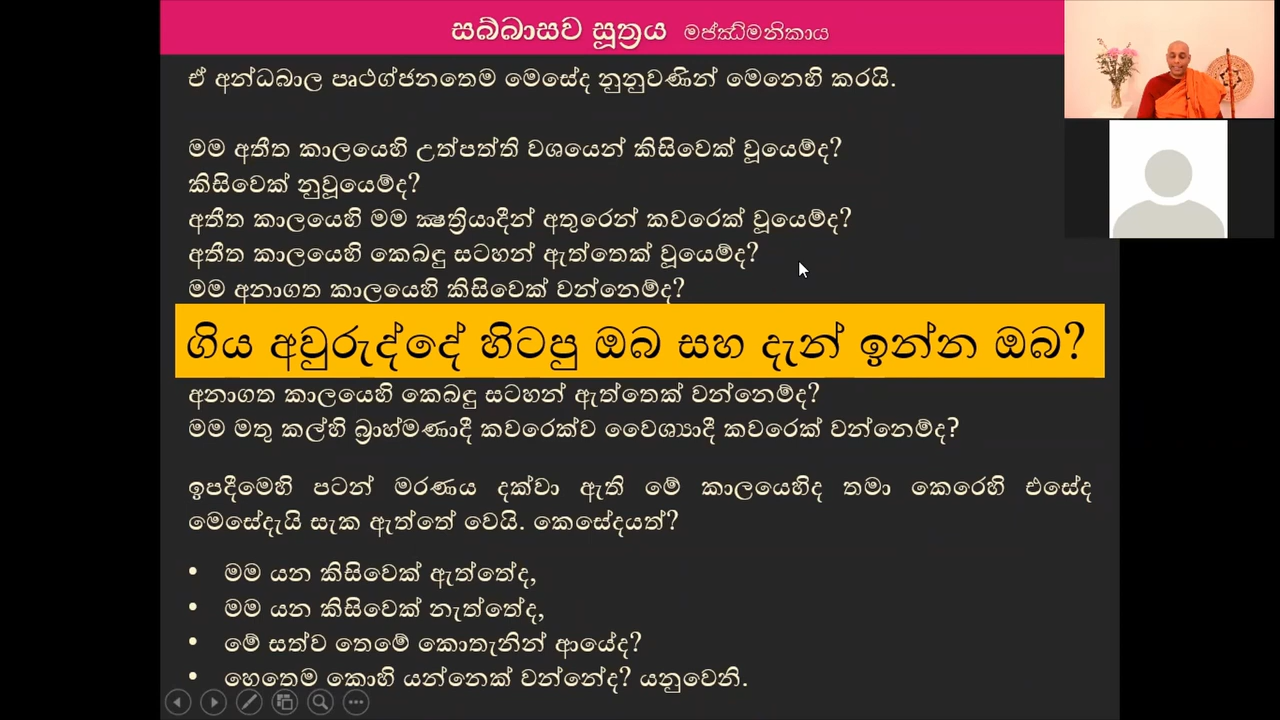 සබ්බාසව සූත්‍රය මජ්ඣිමනිකාය
ඒ අන්ධබාල පෘථග්ජනතෙම මෙසේද නුනුවණින් මෙනෙහි කරයි.
මම අතීත කාලයෙහි උත්පත්ති වශයෙන් කිසිවෙක් වූයෙම්ද?
කිසිවෙක් නුවූයෙම්ද?
අතීත කාලයෙහි මම ක්‍ෂත්‍රියාදීන් අතුරෙන් කවරෙක් වූයෙම්ද?
අතීත කාලයෙහි කෙබඳු සටහන් ඇත්තෙක් වූයෙම්ද?
මම අනාගත කාලයෙහි කිසිවෙක් වන්නෙම්ද?
ගිය අවුරුද්දේ හිටපු ඔබ සහ දැන් ඉන්න ඔබ?
අනාගත කාලයෙහි කෙබඳු සටහන් ඇත්තෙක් වන්නෙම්ද?
මම මතු කල්හි බ්‍රාහ්මණාදී කවරෙක්ව වෛශ්‍යාදී කවරෙක් වන්නෙම්ද?
ඉපදීමෙහි පටන් මරණය දක්වා ඇති මේ කාලයෙහිද තමා කෙරෙහි එසේද
මෙසේදැයි සැක ඇත්තේ වෙයි. කෙසේදයත්?
• මම යන කිසිවෙක් ඇත්තේද,
• මම යන කිසිවෙක් නැත්තේද,
• මේ සත්ව තෙමේ කොතැනින් ආයේද?
• හෙතෙම කොහි යන්නෙක් වන්නේද? යනුවෙනි.